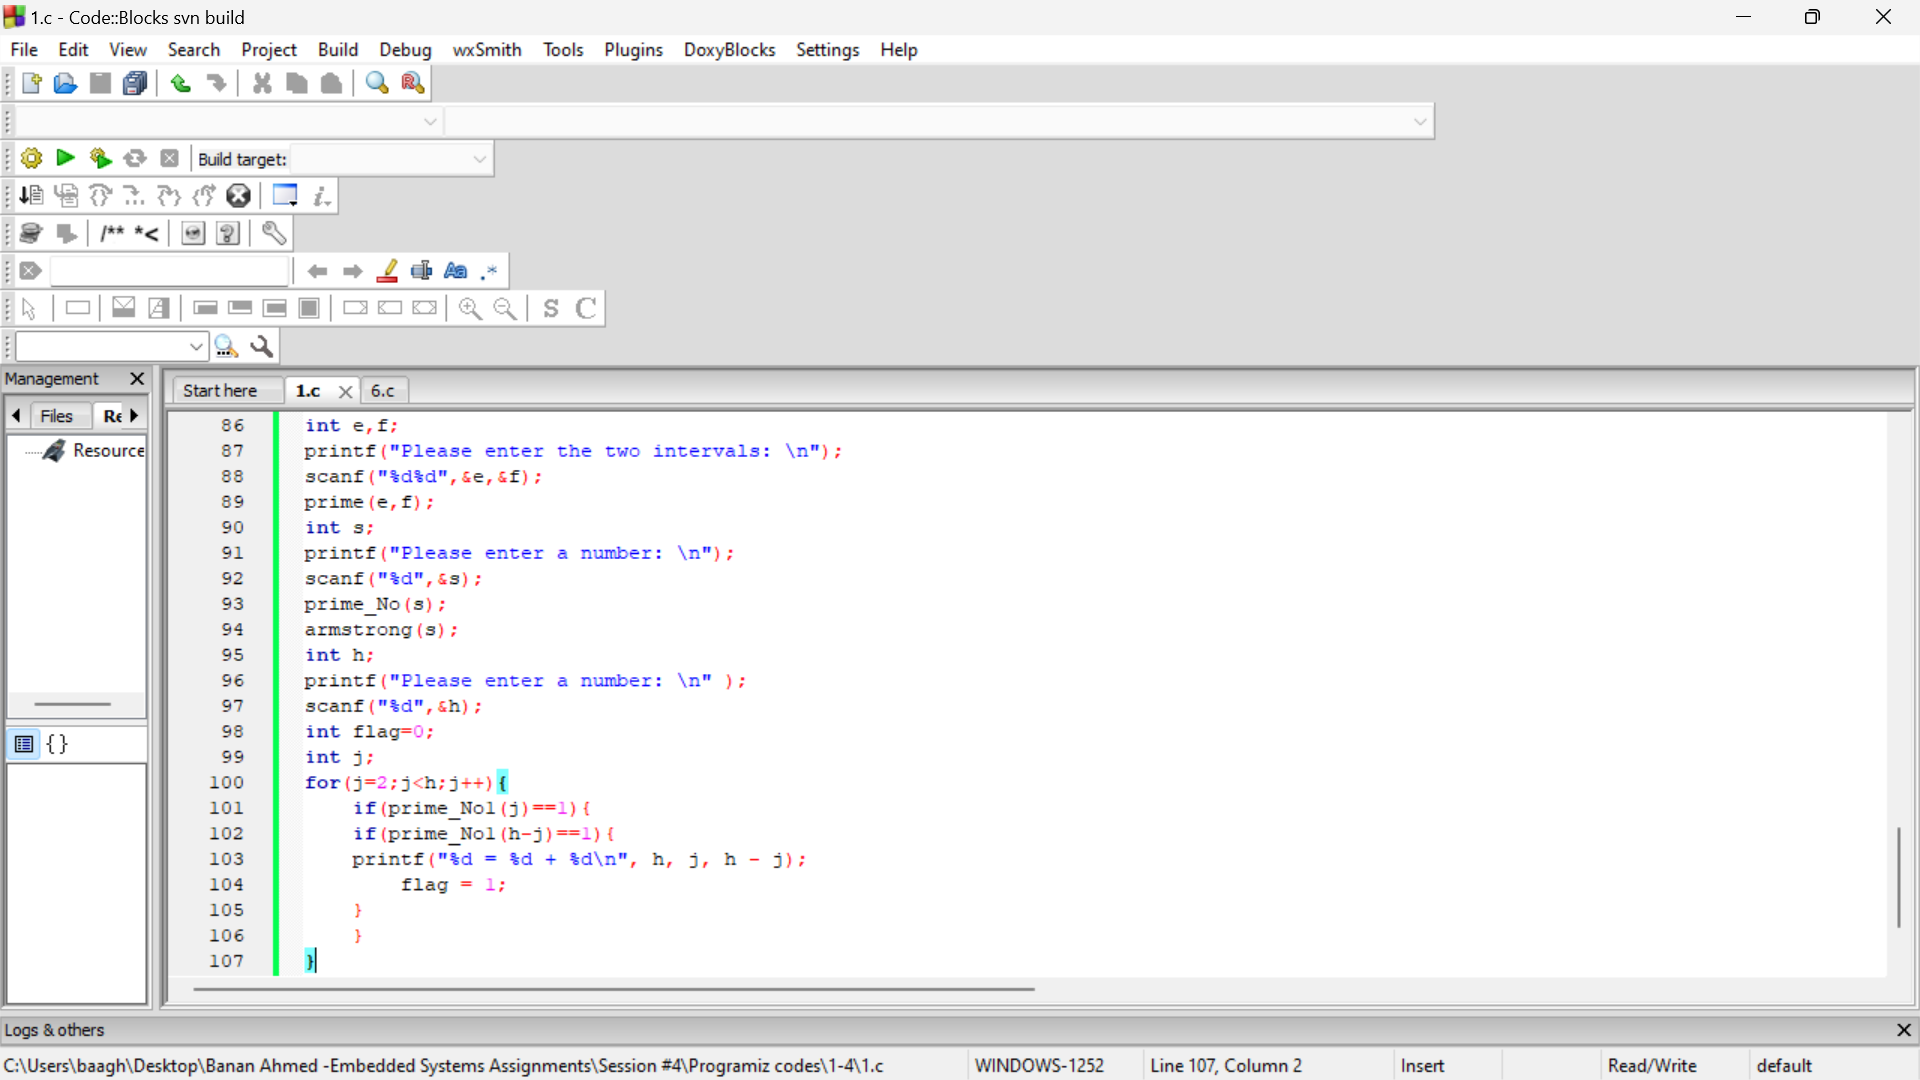 1.c - Code::Blocks svn build
File Edit View Search Project Build Debug wxSmith Tools Plugins DoxyBlocks Settings Help
Build target:
/** *<
Aa .*
S C
Management
Start here 1.c 6.c
Files Re
Resource
{}
86 int e,f;
87 printf("Please enter the two intervals: \n");
88 scanf("%d%d",&e,&f);
89 prime(e,f);
90 int s;
91 printf("Please enter a number: \n");
92 scanf("%d",&s);
93 prime_No(s);
94 armstrong(s);
95 int h;
96 printf("Please enter a number: \n" );
97 scanf("%d",&h);
98 int flag=0;
99 int j;
100 for(j=2;j<h;j++){
101 if(prime_No1(j)==1){
102 if(prime_No1(h-j)==1){
103 printf("%d = %d + %d\n", h, j, h - j);
104 flag = 1;
105 }
106 }
107 }
Logs & others
C:\Users\baagh\Desktop\Banan Ahmed -Embedded Systems Assignments\Session #4\Programiz codes\1-4\1.c WINDOWS-1252 Line 107, Column 2 Insert Read/Write default